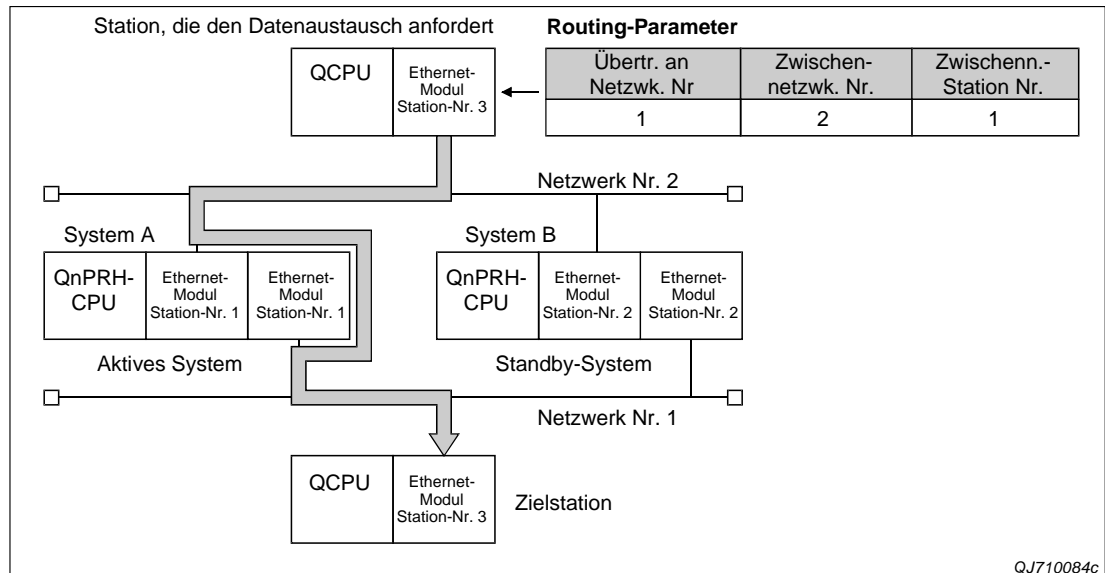 Station, die den Datenaustausch anfordert
Routing-Parameter
QCPU
Ethernet-
Modul
Station-Nr. 3
Übertr. an
Netzwk. Nr
Zwischen-
netzwk. Nr.
Zwischenn.-
Station Nr.
1
2
1
Netzwerk Nr. 2
System A
System B
QnPRH-
CPU
Ethernet-
Modul
Station-Nr. 1
Ethernet-
Modul
Station-Nr. 1
QnPRH-
CPU
Ethernet-
Modul
Station-Nr. 2
Ethernet-
Modul
Station-Nr. 2
Aktives System
Standby-System
Netzwerk Nr. 1
QCPU
Ethernet-
Modul
Station-Nr. 3
Zielstation
QJ710084c